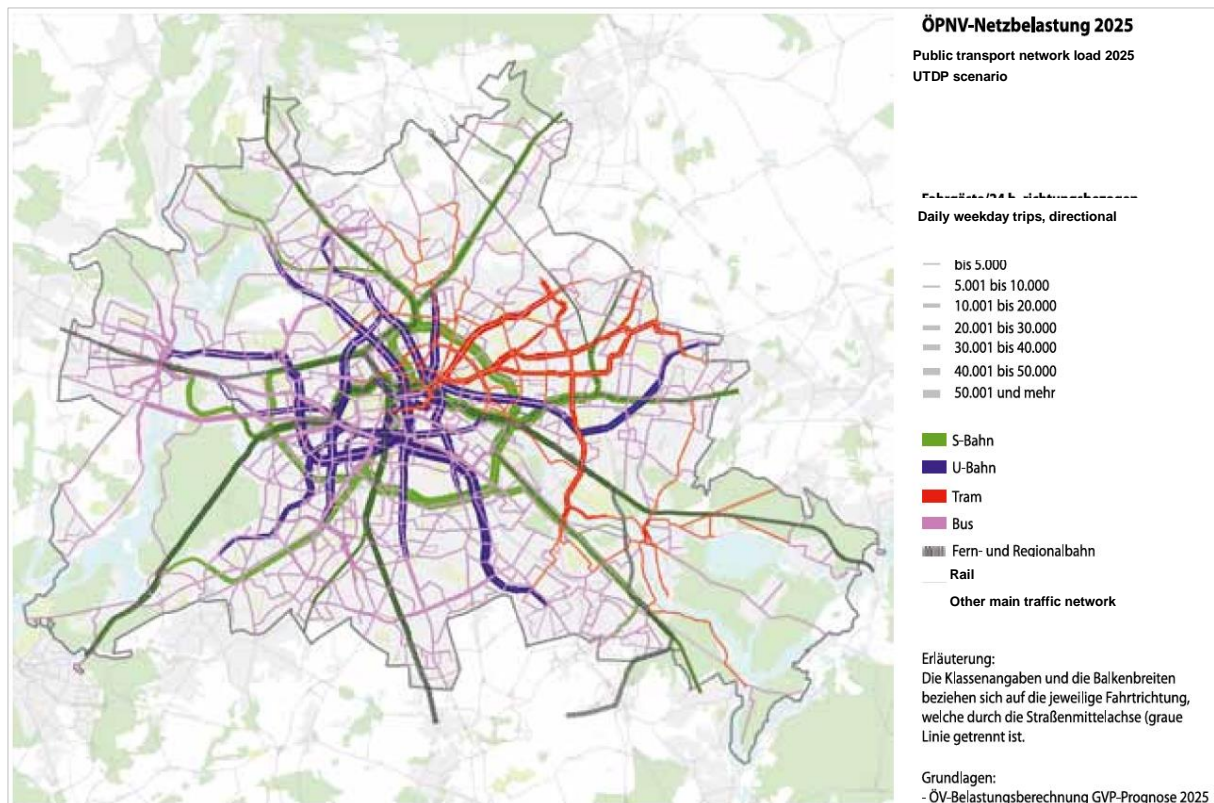 ÖPNV-Netzbelastung 2025
Public transport network load 2025
UTDP scenario
Daily weekday trips, directional
bis 5.000
5.001 bis 10.000
10.001 bis 20.000
20.001 bis 30.000
30.001 bis 40.000
40.001 bis 50.000
50.001 und mehr
S-Bahn
U-Bahn
Tram
Bus
Fern- und Regionalbahn
Rail
Other main traffic network
Erläuterung:
Die Klassenangaben und die Balkenbreiten
beziehen sich auf die jeweilige Fahrtrichtung,
welche durch die Straßenmittelachse (graue
Linie getrennt ist.
Grundlagen:
- ÖV-Belastungsberechnung GVP-Prognose 2025